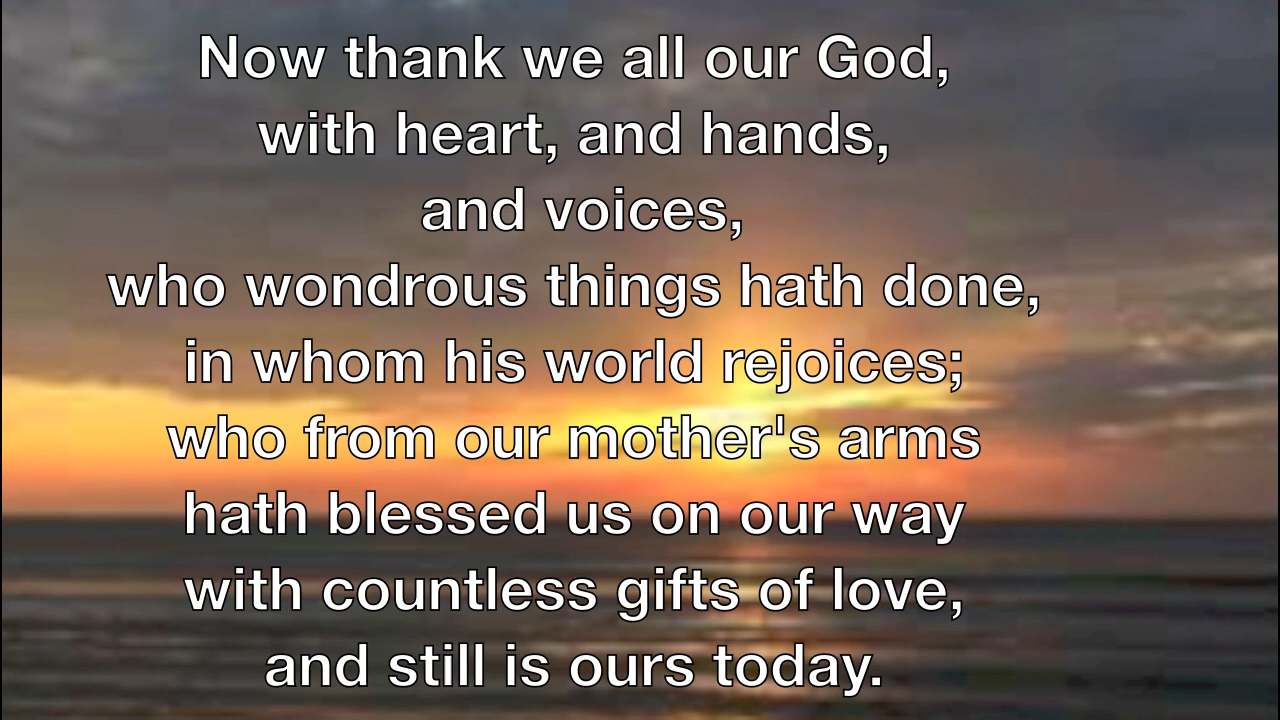 Now thank we all our God,
with heart, and hands,
and voices,
who wondrous things hath done,
in whom his world rejoices;
who from our mother's arms
hath blessed us on our way
with countless gifts of love,
and still is ours today.